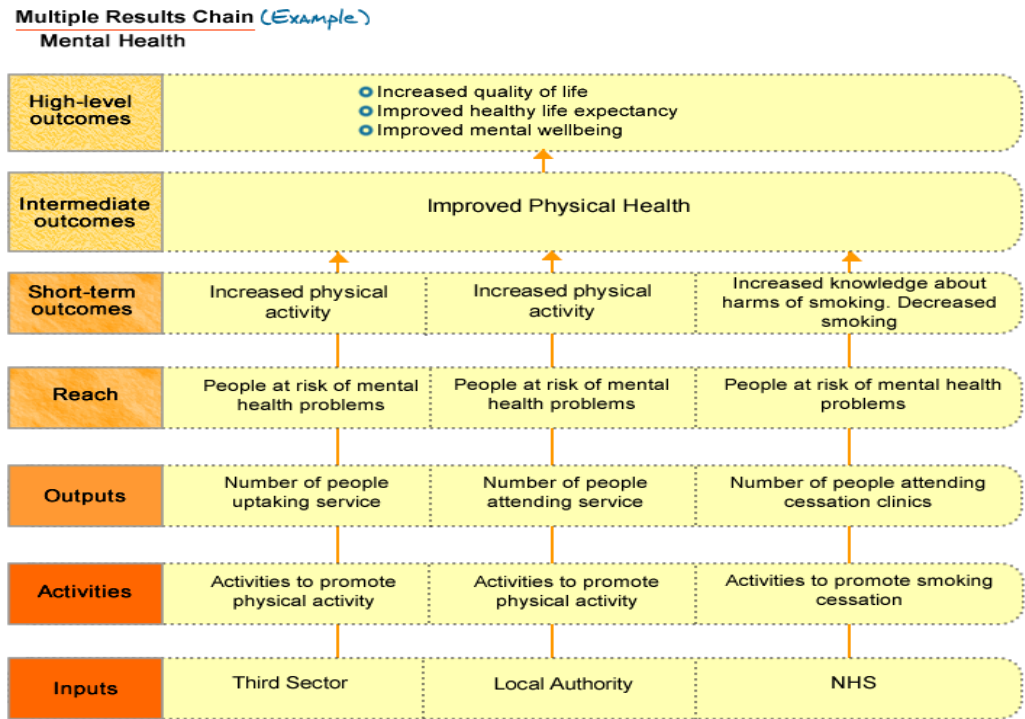 Multiple Results Chain (Example)
Mental Health
High-level
outcomes
Increased quality of life
Improved healthy life expectancy
Improved mental wellbeing
Intermediate
outcomes
Improved Physical Health
Short-term
outcomes
Increased physical
activity
Increased physical
activity
Increased knowledge about
harms of smoking. Decreased
smoking
Reach
People at risk of mental
health problems
People at risk of mental
health problems
People at risk of mental health
problems
Outputs
Number of people
uptaking service
Number of people
attending service
Number of people attending
cessation clinics
Activities
Activities to promote
physical activity
Activities to promote
physical activity
Activities to promote smoking
cessation
Inputs
Third Sector
Local Authority
NHS